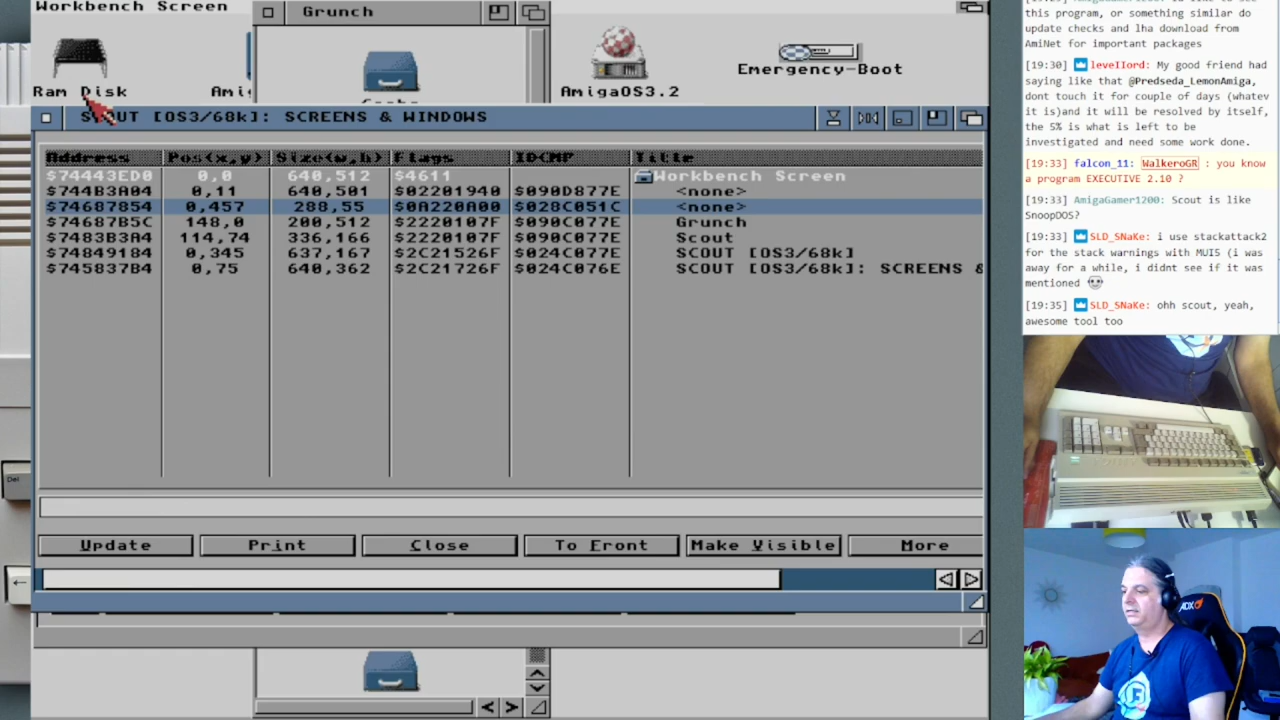 Workbench Screen
Grunch
Ram Disk
Ami
AmigaOS3.2
Emergency-Boot
SCOUT [OS3/68k]: SCREENS & WINDOWS
Address Pos(x,y) Size(w,h) Flags IDCMP Title
$74443ED0 0,0 640,512 $4611 Workbench Screen
$744B3A04 0,11 640,501 $02201940 $090D877E <none>
$74687854 0,457 288,55 $0A220A00 $028C051C <none>
$74687B5C 148,0 200,512 $2220107F $090C077E Grunch
$7483B3A4 114,74 336,166 $2220107F $090C077E Scout
$74849184 0,345 637,167 $2C21526F $024C077E SCOUT [OS3/68k]
$745837B4 0,75 640,362 $2C21726F $024C076E SCOUT [OS3/68k]: SCREENS &
Update Print Close To Front Make Visible More
Del
this program, or something similar do
update checks and lha download from
AmiNet for important packages
[19:30] levelIord: My good friend had
saying like that @Predseda_LemonAmiga,
dont touch it for couple of days (whatev
it is)and it will be resolved by itself,
the 5% is what is left to be
investigated and need some work done.
[19:33] falcon_11: WalkeroGR : you know
a program EXECUTIVE 2.10 ?
[19:33] AmigaGamer1200: Scout is like
SnoopDOS?
[19:33] SLD_SNaKe: i use stackattack2
for the stack warnings with MUI5 (i was
away for a while, i didnt see if it was
mentioned
[19:35] SLD_SNaKe: ohh scout, yeah,
awesome tool too